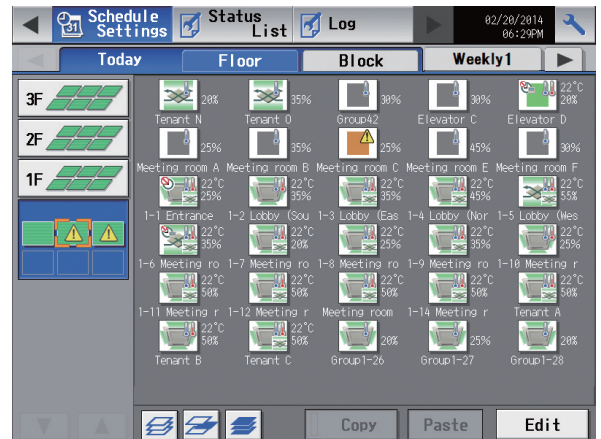 Schedule Settings
Status List
Log
02/20/2014
06:29PM
Today
Floor
Block
Weekly1
3F
2F
1F
20%
35%
30%
30%
22°C
20%
Tenant N
Tenant O
Group42
Elevator C
Elevator D
25%
35%
25%
45%
30%
Meeting room A
Meeting room B
Meeting room C
Meeting room E
Meeting room F
22°C
25%
22°C
35%
22°C
35%
22°C
45%
22°C
55%
1-1 Entrance
1-2 Lobby (Sou
1-3 Lobby (Eas
1-4 Lobby (Nor
1-5 Lobby (Wes
22°C
35%
22°C
20%
22°C
25%
22°C
35%
22°C
25%
1-6 Meeting ro
1-7 Meeting ro
1-8 Meeting ro
1-9 Meeting ro
1-10 Meeting r
22°C
50%
22°C
50%
22°C
50%
22°C
50%
22°C
50%
1-11 Meeting r
1-12 Meeting r
Meeting room
1-14 Meeting r
Tenant A
22°C
50%
22°C
50%
20%
25%
20%
Tenant B
Tenant C
Group1-26
Group1-27
Group1-28
Copy
Paste
Edit